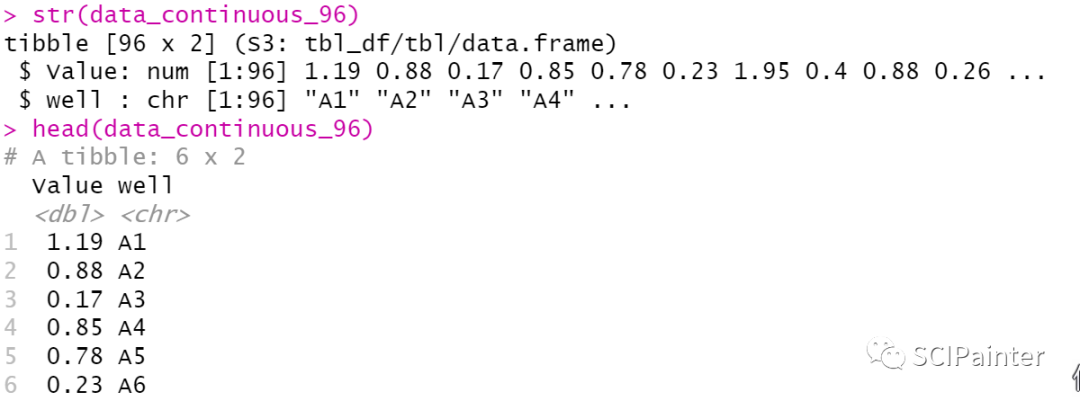 > str(data_continuous_96)
tibble [96 x 2] (S3: tbl_df/tbl/data.frame)
 $ Value: num [1:96] 1.19 0.88 0.17 0.85 0.78 0.23 1.95 0.4 0.88 0.26 ...
 $ well : chr [1:96] "A1" "A2" "A3" "A4" ...
> head(data_continuous_96)
# A tibble: 6 x 2
  Value well
  <dbl> <chr>
1  1.19 A1
2  0.88 A2
3  0.17 A3
4  0.85 A4
5  0.78 A5
6  0.23 A6
SCIPainter